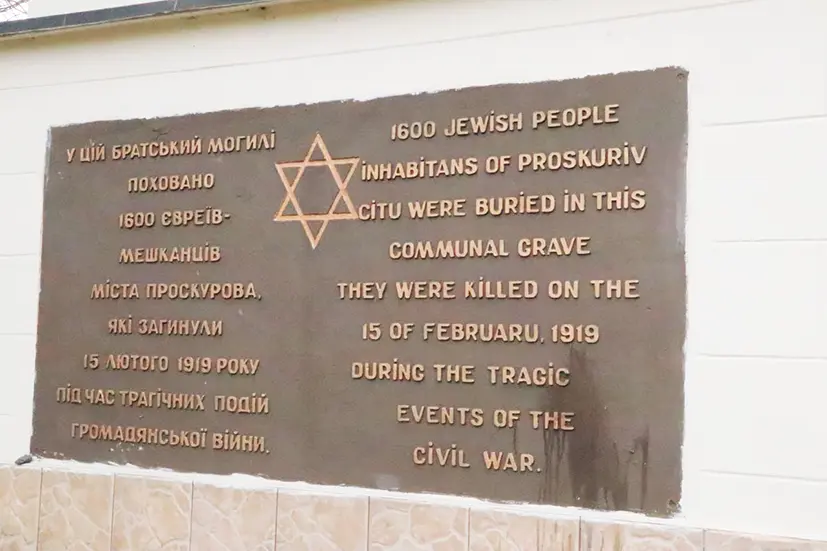 У ЦІЙ БРАТСЬКИЙ МОГИЛІ
ПОХОВАНО
1600 ЄВРЕЇВ-
МЕШКАНЦІВ
МІСТА ПРОСКУРОВА,
ЯКІ ЗАГИНУЛИ
15 ЛЮТОГО 1919 РОКУ
ПІД ЧАС ТРАГІЧНИХ ПОДІЙ
ГРОМАДЯНСЬКОЇ ВІЙНИ.
1600 JEWISH PEOPLE
INHABITANS OF PROSKURIV
CITU WERE BURIED IN THIS
COMMUNAL GRAVE
THEY WERE KILLED ON THE
15 OF FEBRUARU, 1919
DURING THE TRAGIC
EVENTS OF THE
CIVIL WAR.